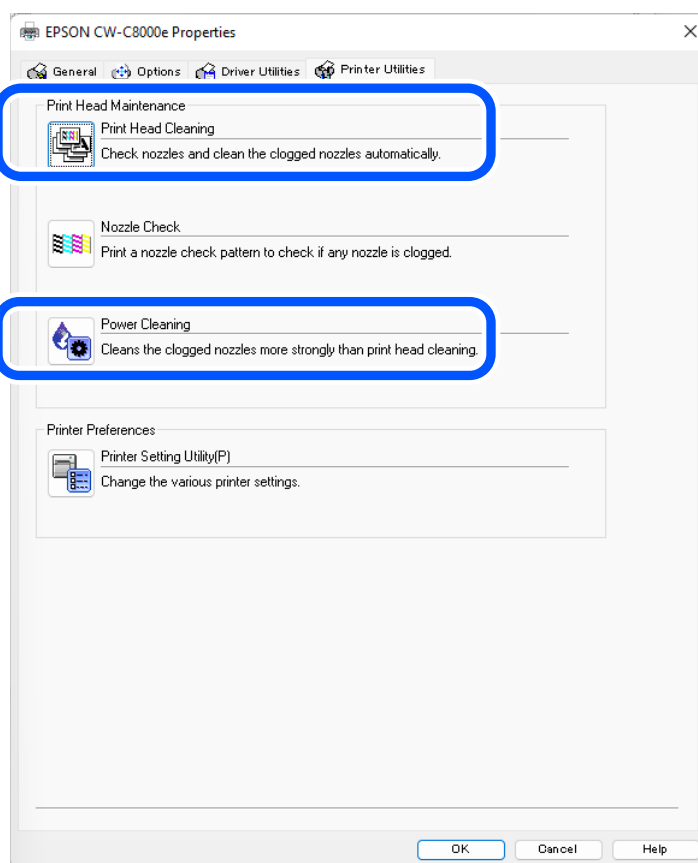 EPSON CW-C8000e Properties
General Options Driver Utilities Printer Utilities
Print Head Maintenance
Print Head Cleaning
Check nozzles and clean the clogged nozzles automatically.
Nozzle Check
Print a nozzle check pattern to check if any nozzle is clogged.
Power Cleaning
Cleans the clogged nozzles more strongly than print head cleaning.
Printer Preferences
Printer Setting Utility(P)
Change the various printer settings.
OK Cancel Help